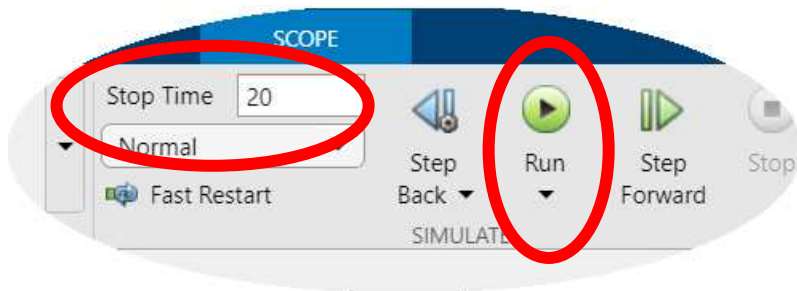 SCOPE
Stop Time 20
Normal
Fast Restart
Step Back
Run
Step Forward
Stop
SIMULATE